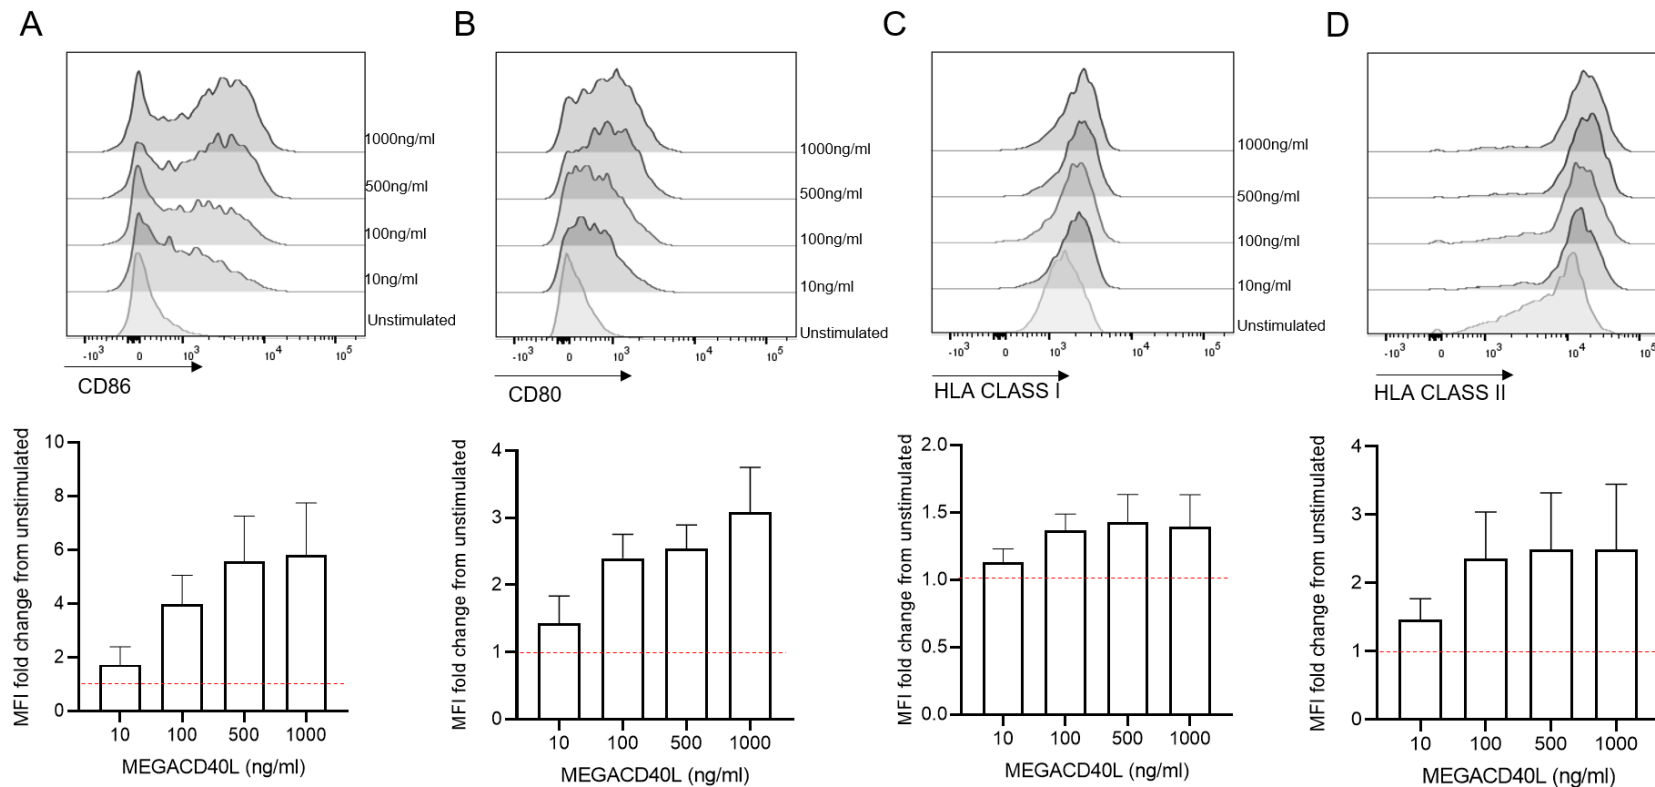 A
B
C
D
1000ng/ml
500ng/ml
100ng/ml
10ng/ml
Unstimulated
-10³ 0 10³ 10⁴ 10⁵
CD86
1000ng/ml
500ng/ml
100ng/ml
10ng/ml
Unstimulated
-10³ 0 10³ 10⁴ 10⁵
CD80
1000ng/ml
500ng/ml
100ng/ml
10ng/ml
Unstimulated
-10³ 0 10³ 10⁴ 10⁵
HLA CLASS I
-10³ 0 10³ 10⁴ 10⁵
HLA CLASS II
MFI fold change from unstimulated
10
8
6
4
2
0
10 100 500 1000
MEGACD40L (ng/ml)
MFI fold change from unstimulated
4
3
2
1
0
10 100 500 1000
MEGACD40L (ng/ml)
MFI fold change from unstimulated
2.0
1.5
1.0
0.5
0.0
10 100 500 1000
MEGACD40L (ng/ml)
MFI fold change from unstimulated
4
3
2
1
0
10 100 500 1000
MEGACD40L (ng/ml)